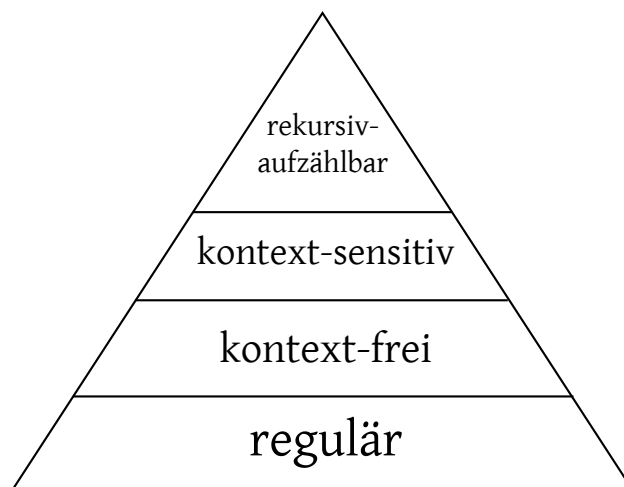 rekursiv-
aufzählbar
kontext-sensitiv
kontext-frei
regulär